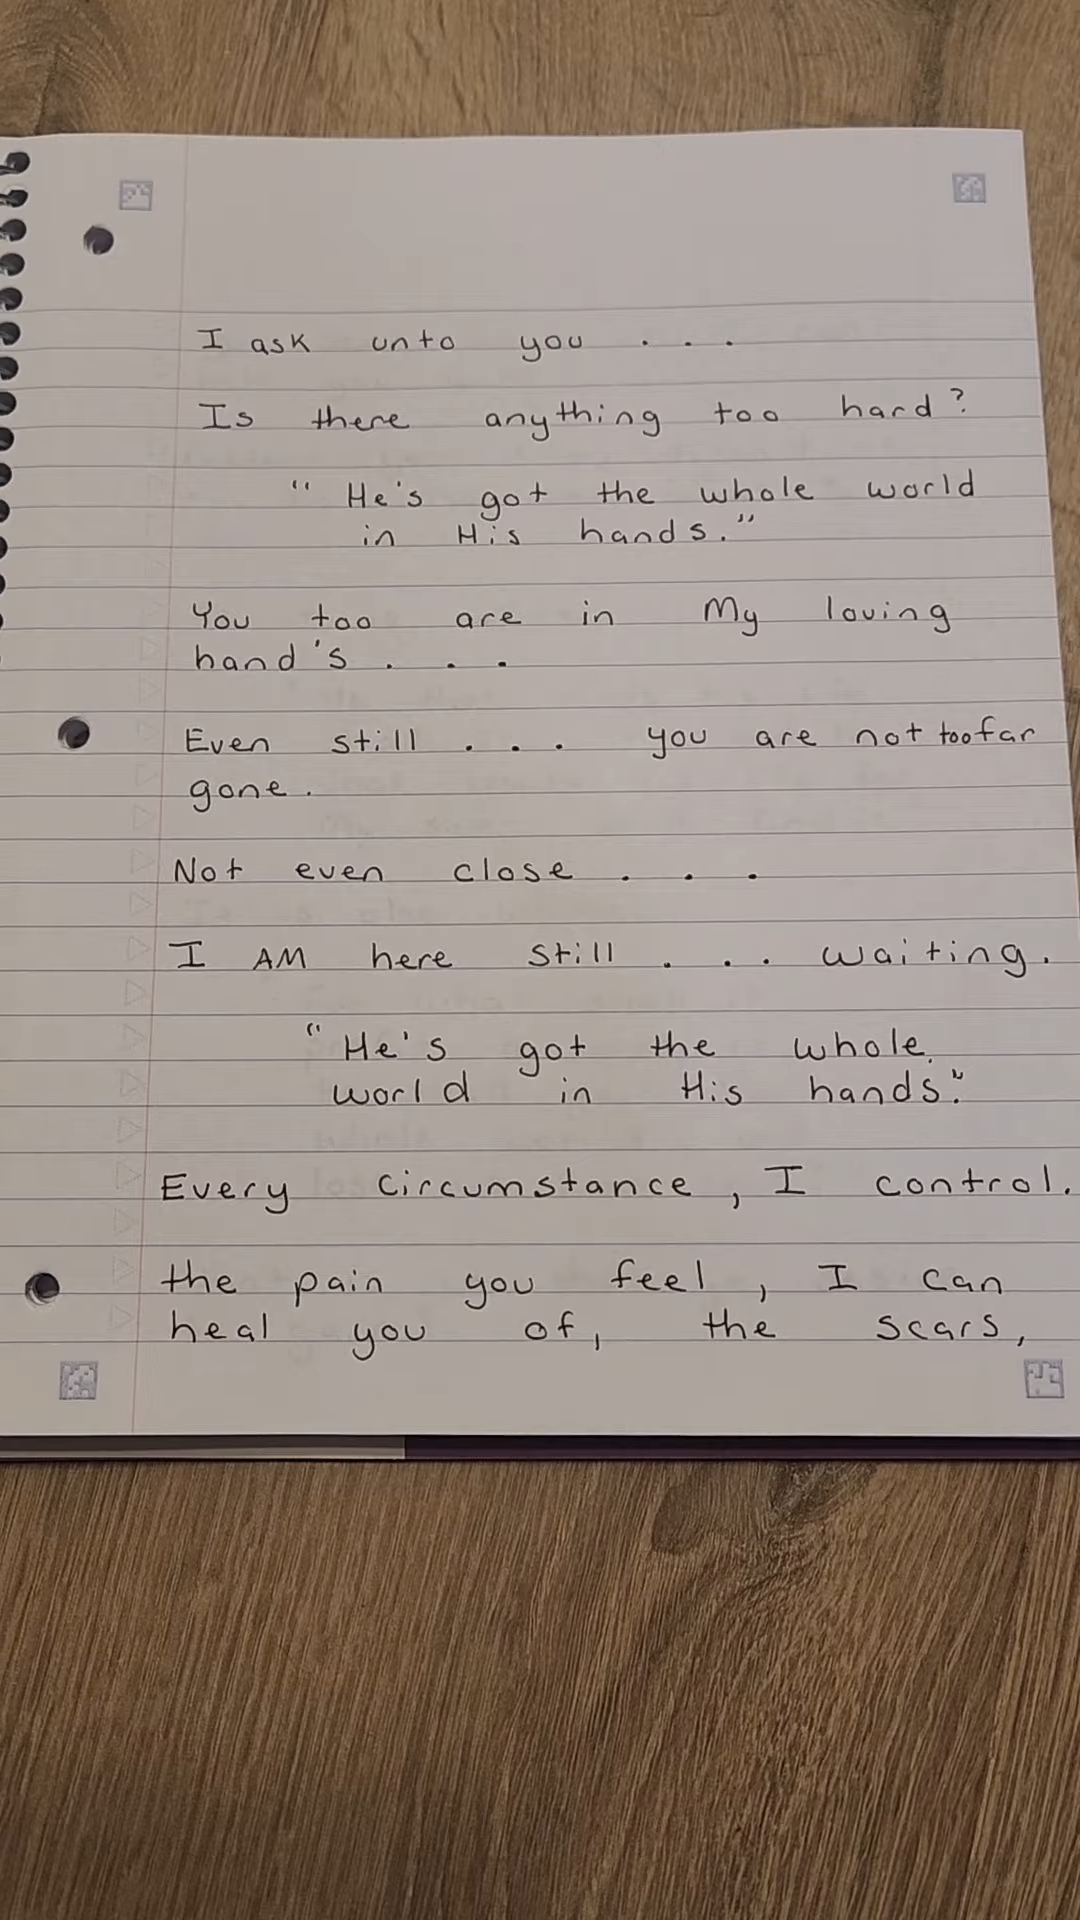 I ask unto you . . .
Is there anything too hard?
"He's got the whole world
in His hands."
You too are in My loving
hand's . . .
Even still . . . you are not too far
gone.
Not even close . . .
I AM here still . . . waiting.
"He's got the whole
world in His hands."
Every circumstance, I control.
the pain you feel, I can
heal you of, the scars,